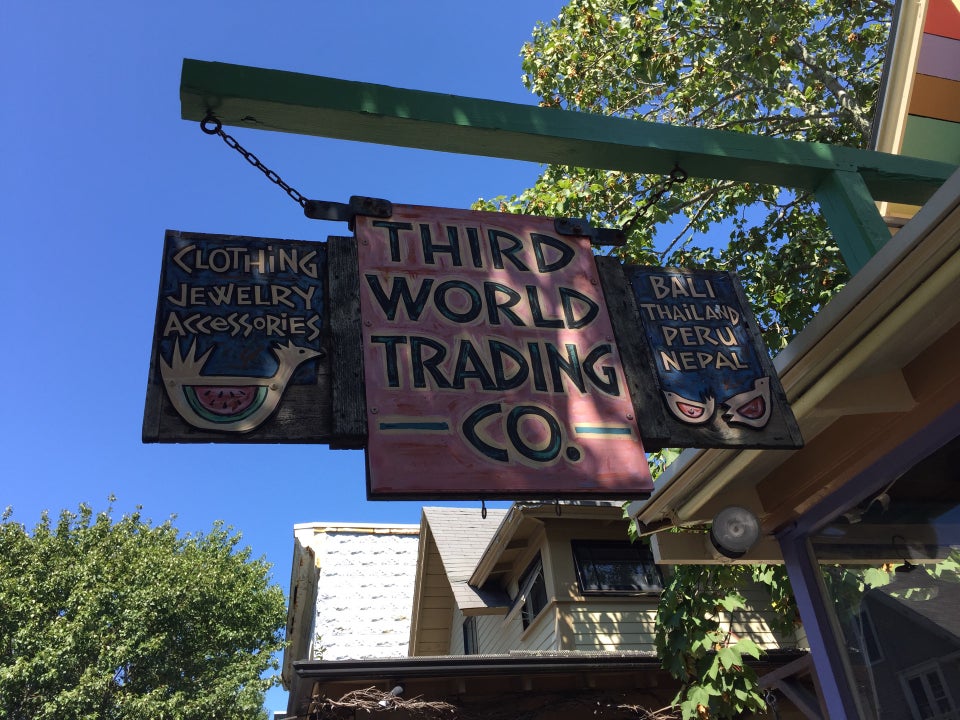 CLOTHING
JEWELRY
ACCESSORIES
THIRD
WORLD
TRADING
CO.
BALI
THAILAND
PERU
NEPAL